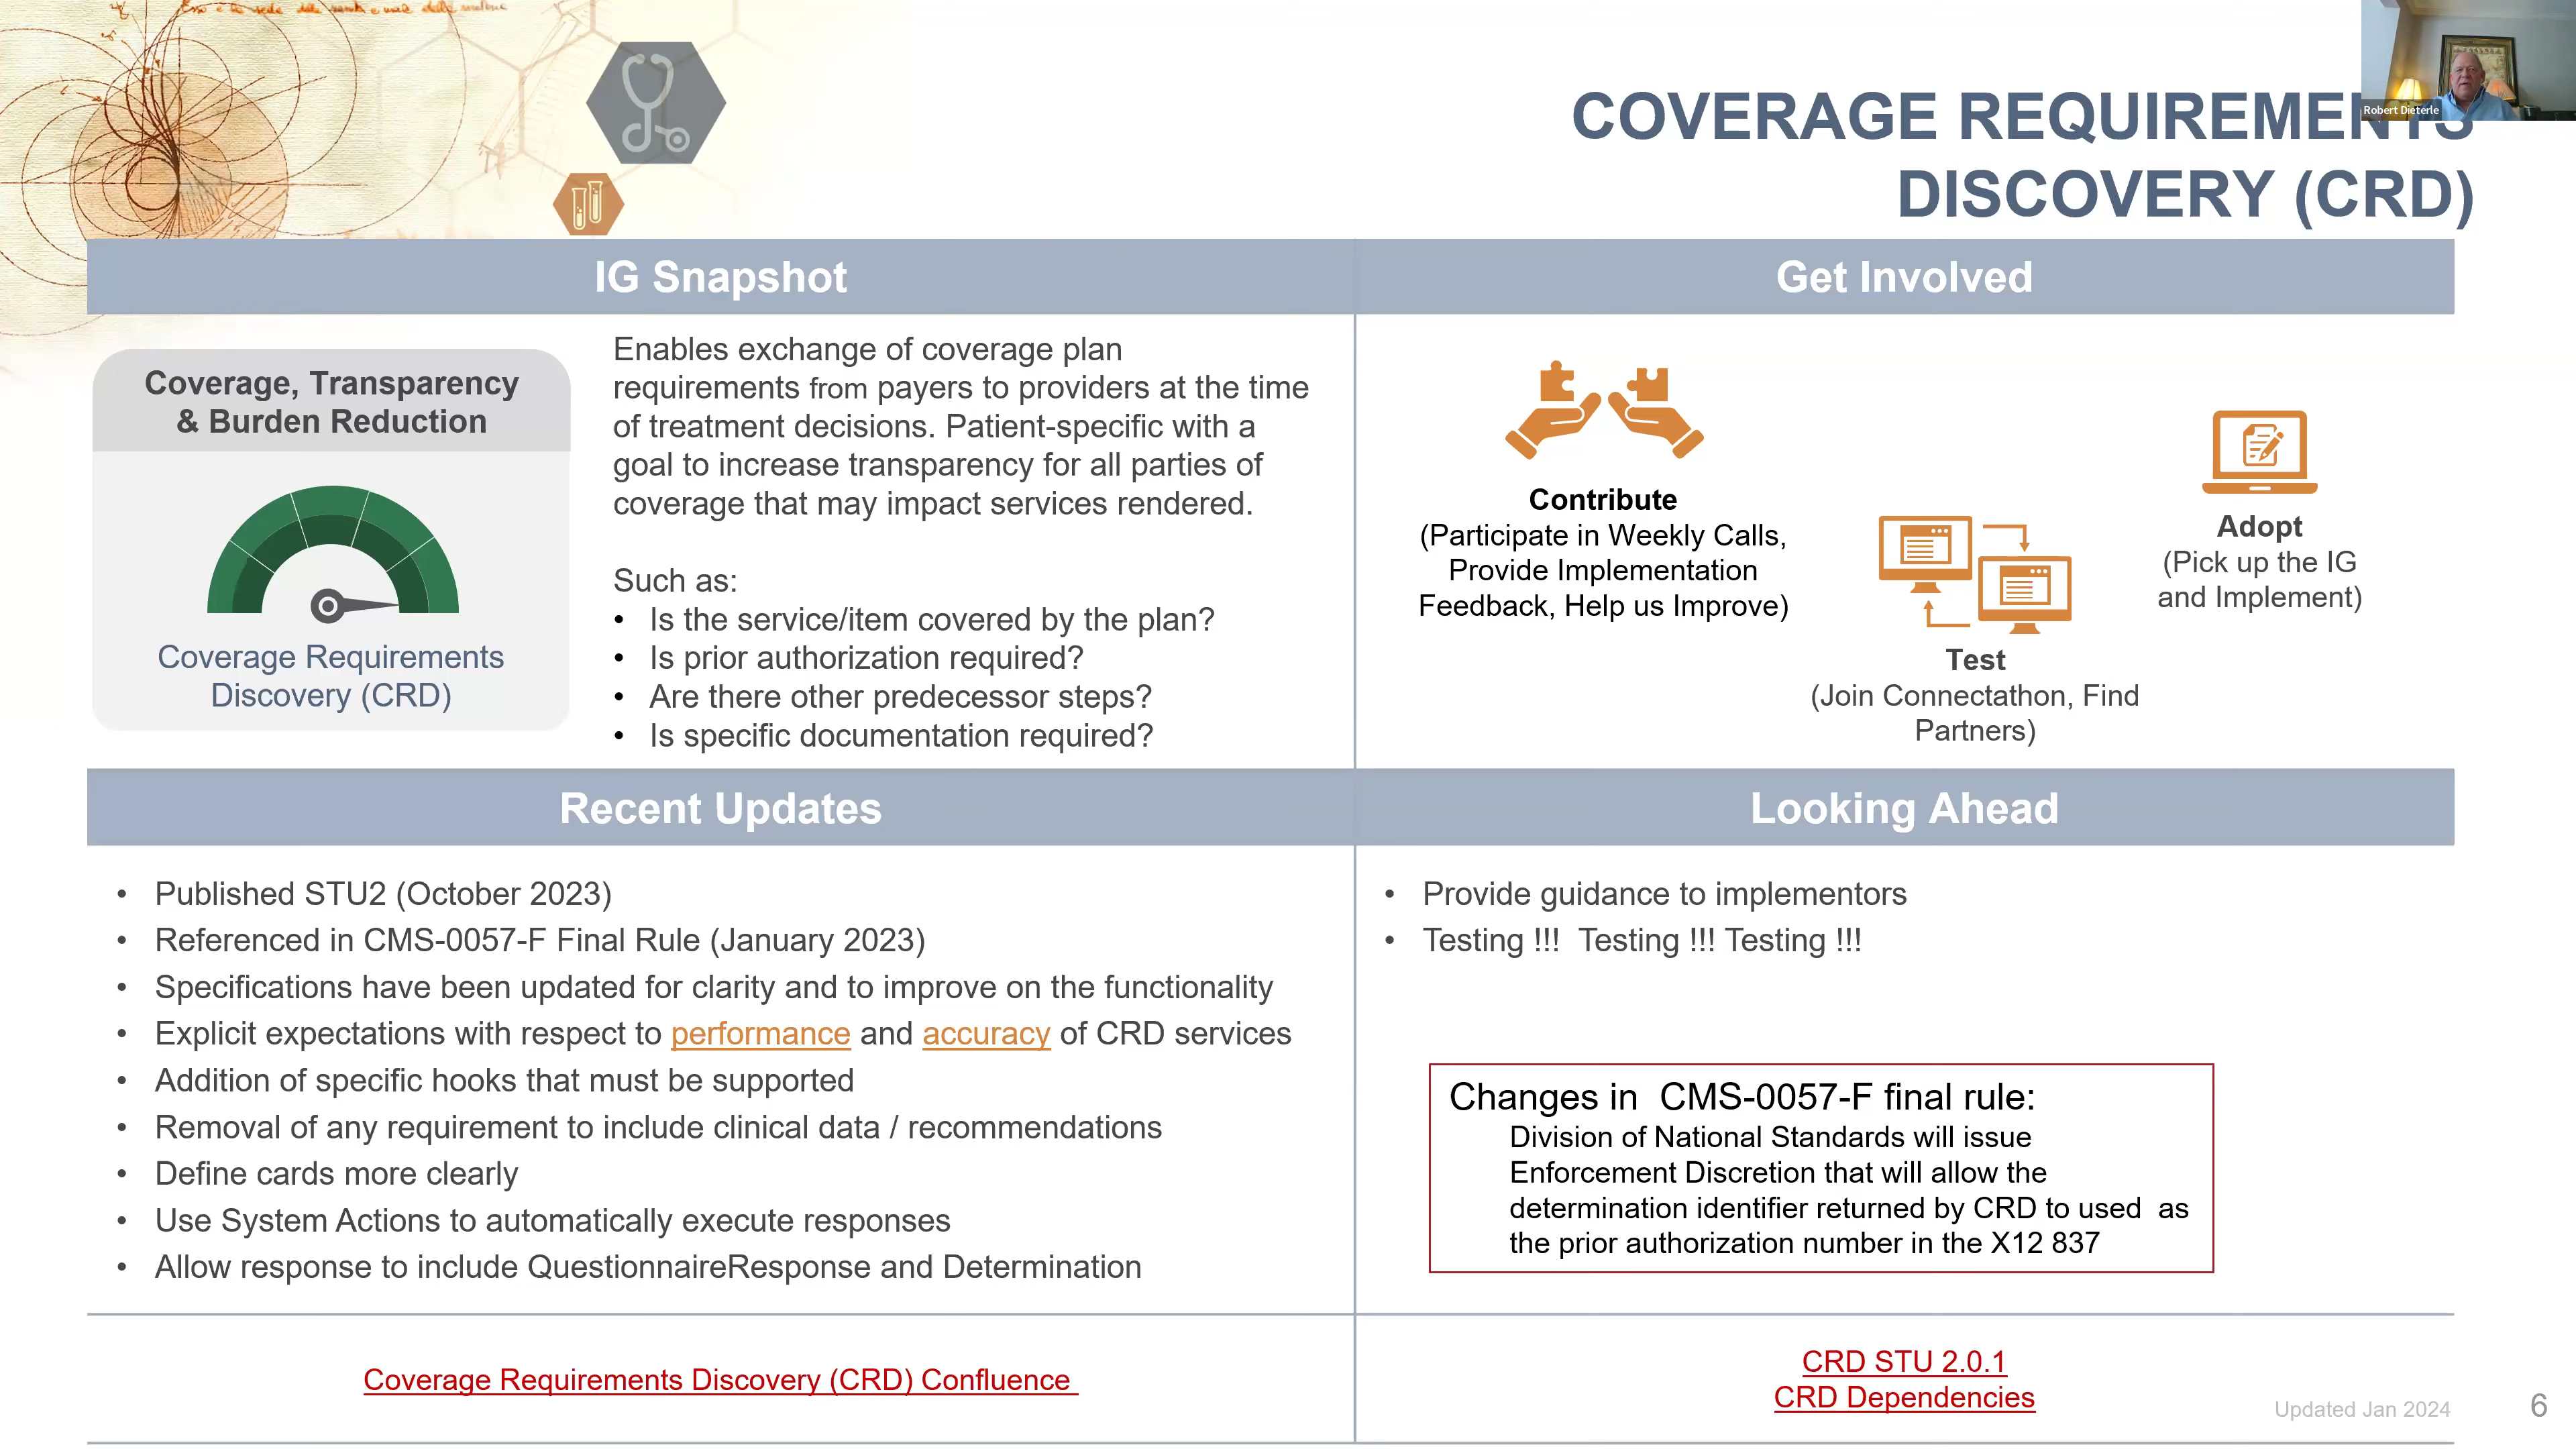 COVERAGE REQUIREMENTS
DISCOVERY (CRD)
Robert Dieterle
IG Snapshot
Coverage, Transparency
& Burden Reduction
Coverage Requirements
Discovery (CRD)
Enables exchange of coverage plan
requirements from payers to providers at the time
of treatment decisions. Patient-specific with a
goal to increase transparency for all parties of
coverage that may impact services rendered.
Such as:
• Is the service/item covered by the plan?
• Is prior authorization required?
• Are there other predecessor steps?
• Is specific documentation required?
Get Involved
Contribute
(Participate in Weekly Calls,
Provide Implementation
Feedback, Help us Improve)
Test
(Join Connectathon, Find
Partners)
Adopt
(Pick up the IG
and Implement)
Recent Updates
• Published STU2 (October 2023)
• Referenced in CMS-0057-F Final Rule (January 2023)
• Specifications have been updated for clarity and to improve on the functionality
• Explicit expectations with respect to performance and accuracy of CRD services
• Addition of specific hooks that must be supported
• Removal of any requirement to include clinical data / recommendations
• Define cards more clearly
• Use System Actions to automatically execute responses
• Allow response to include QuestionnaireResponse and Determination
Looking Ahead
• Provide guidance to implementors
• Testing !!!  Testing !!! Testing !!!
Changes in  CMS-0057-F final rule:
Division of National Standards will issue
Enforcement Discretion that will allow the
determination identifier returned by CRD to used  as
the prior authorization number in the X12 837
Coverage Requirements Discovery (CRD) Confluence
CRD STU 2.0.1
CRD Dependencies
Updated Jan 2024
6